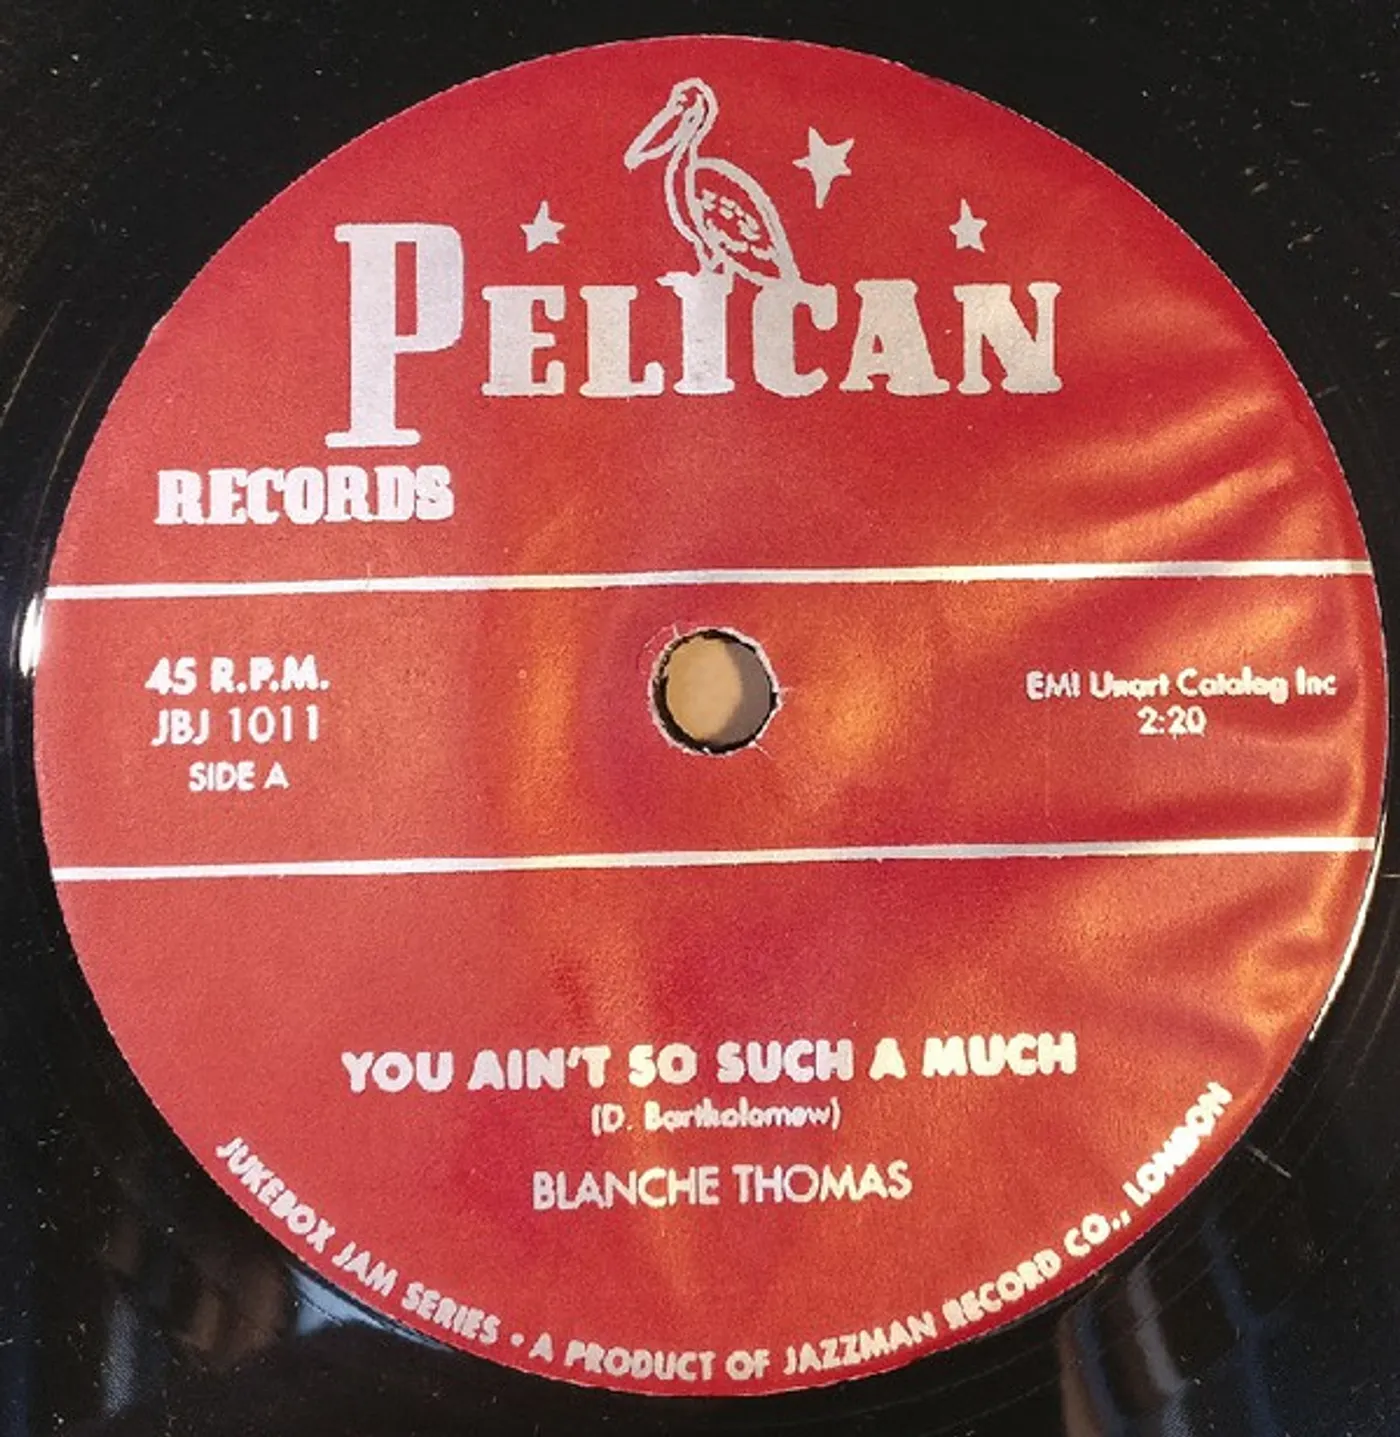 PELICAN
RECORDS
45 R.P.M.
JBJ 1011
SIDE A
EMI Unart Catalog Inc
2:20
YOU AIN'T SO SUCH A MUCH
(D. Bartholomew)
BLANCHE THOMAS
JUKEBOX JAM SERIES • A PRODUCT OF JAZZMAN RECORD CO., LONDON